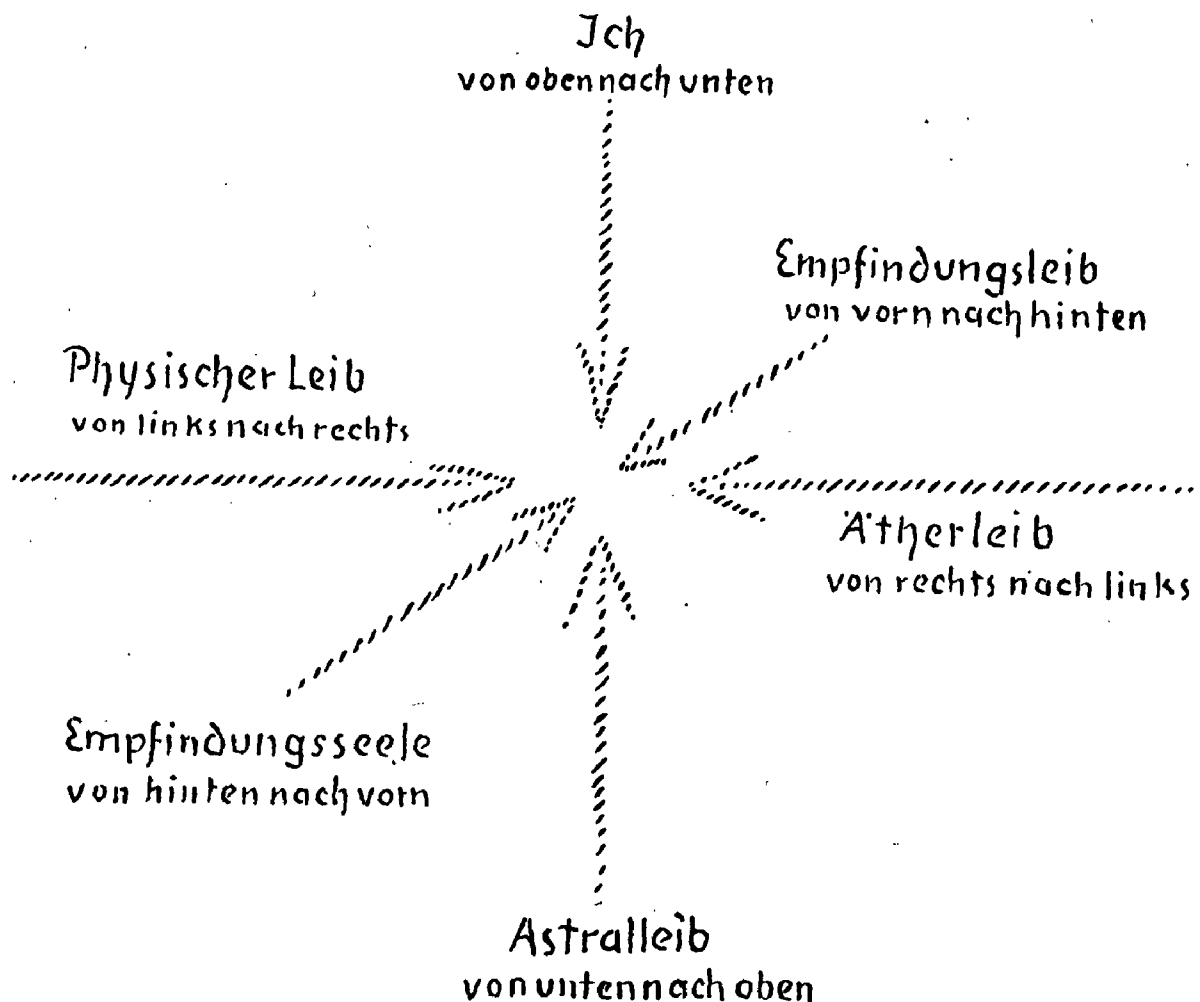 Ich
von oben nach unten
Empfindungsleib
von vorn nach hinten
Physischer Leib
von links nach rechts
Ätherleib
von rechts nach links
Empfindungsseele
von hinten nach vorn
Astralleib
von unten nach oben